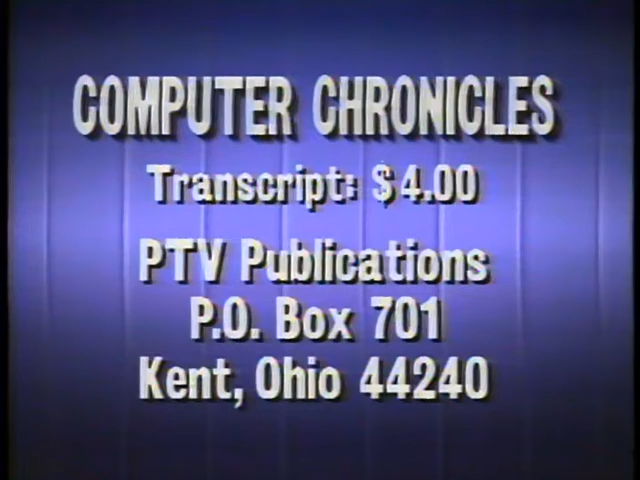 COMPUTER CHRONICLES
Transcript: $4.00
PTV Publications
P.O. Box 701
Kent, Ohio 44240